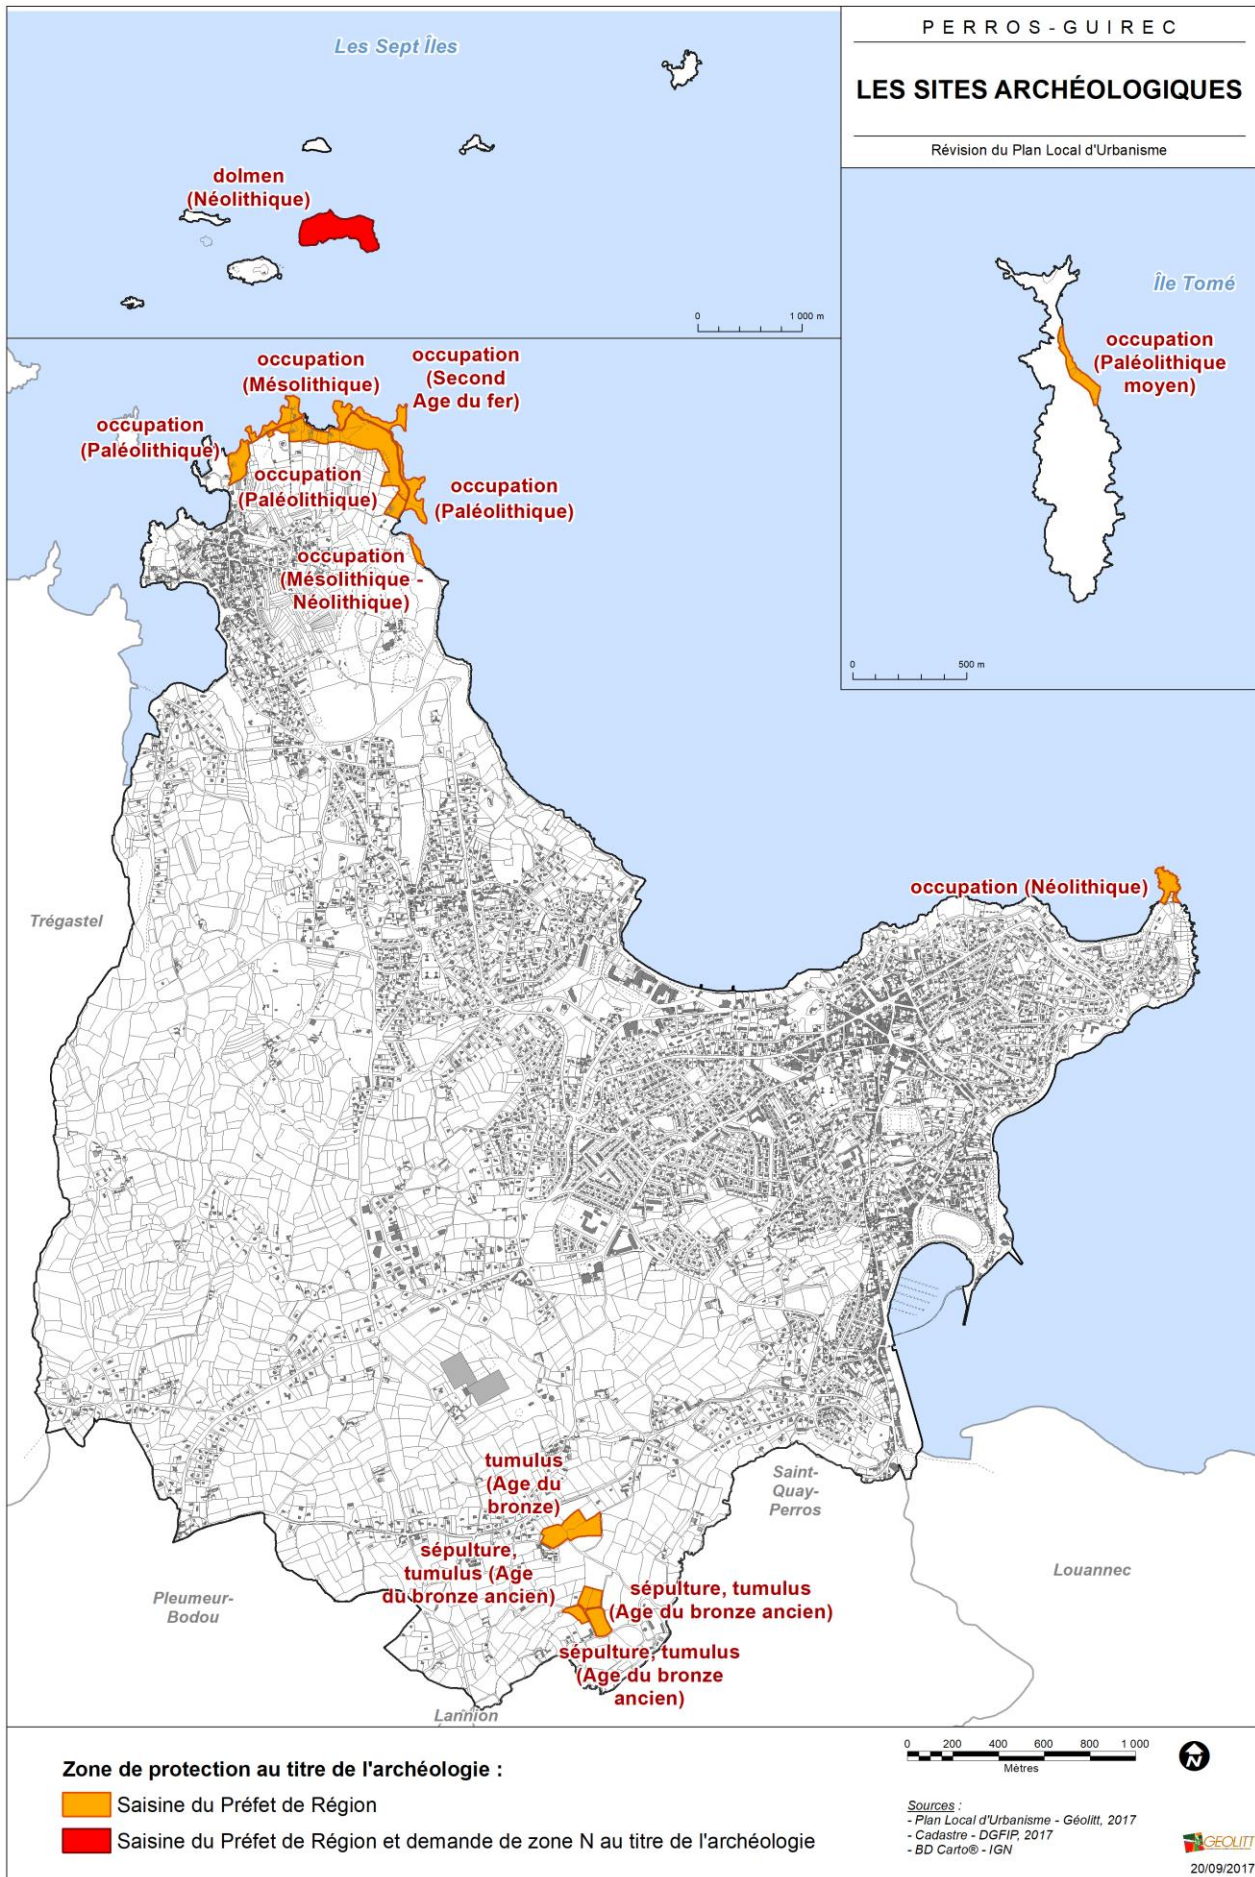 PERROS-GUIREC
LES SITES ARCHÉOLOGIQUES
Révision du Plan Local d'Urbanisme
Les Sept Îles
dolmen
(Néolithique)
0 1 000 m
Île Tomé
occupation
(Paléolithique
moyen)
0 500 m
occupation
(Mésolithique)
occupation
(Second
Age du fer)
occupation
(Paléolithique)
occupation
(Paléolithique)
occupation
(Paléolithique)
occupation
(Mésolithique -
Néolithique)
Trégastel
occupation (Néolithique)
tumulus
(Age du
bronze)
Saint-
Quay-
Perros
sépulture,
tumulus (Age
du bronze ancien)
sépulture, tumulus
(Age du bronze ancien)
Louannec
Pleumeur-
Bodou
sépulture, tumulus
(Age du bronze
ancien)
Lannion
Zone de protection au titre de l'archéologie :
Saisine du Préfet de Région
Saisine du Préfet de Région et demande de zone N au titre de l'archéologie
0 200 400 600 800 1 000
Mètres
N
Sources :
- Plan Local d'Urbanisme - Géolitt, 2017
- Cadastre - DGFIP, 2017
- BD Carto® - IGN
GEOLITT
20/09/2017